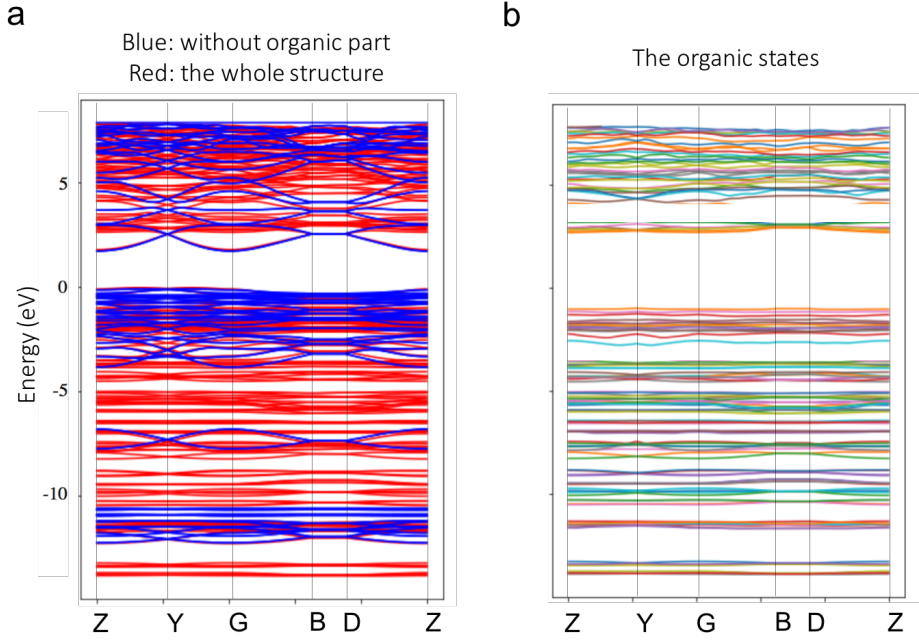 a
Blue: without organic part
Red: the whole structure
Energy (eV)
5
0
-5
-10
Z Y G B D Z
b
The organic states
Z Y G B D Z